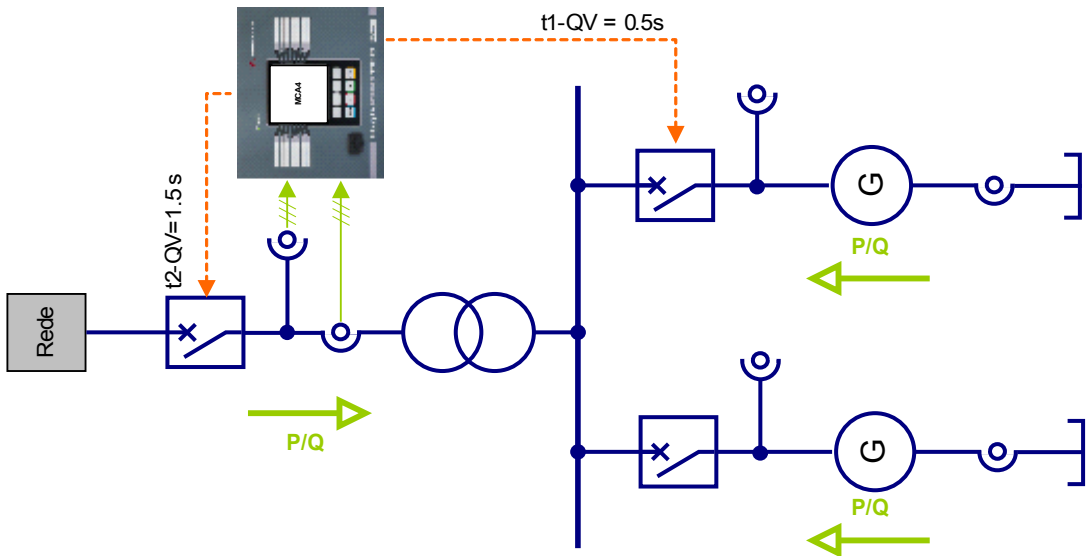 t1-QV = 0.5s
MCA4
t2-QV=1.5 s
Rede
P/Q
G
P/Q
G
P/Q